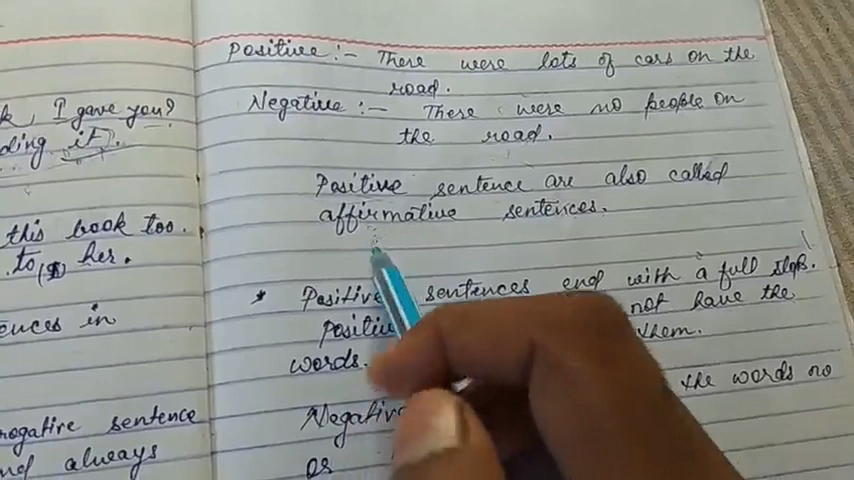 k, I gave you?
ding it.
this book too.
to her.
ences in
rogative sentence
nd always
Positive :- There were lots of cars on the
road.
Negative :- There were no people on
the road.
Positive sentence are also called
affirmative sentences.
* Positive sentences end with a full stop.
positive not have the
words. them.
Negative the words no
or